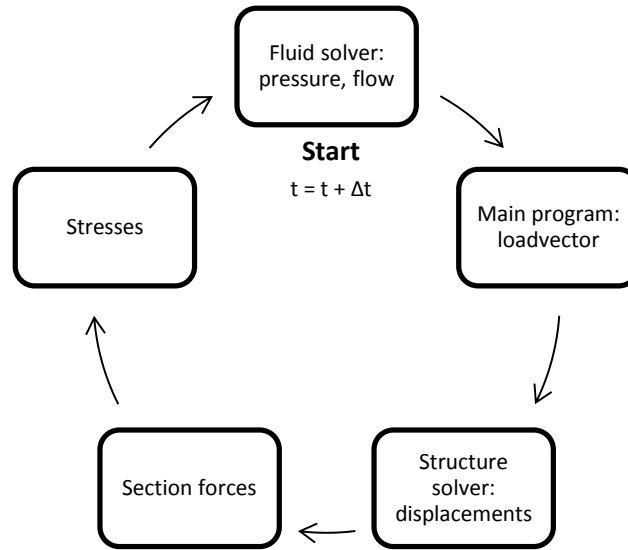 Fluid solver:
pressure, flow
Start
t = t + Δt
Main program:
loadvector
Structure
solver:
displacements
Section forces
Stresses